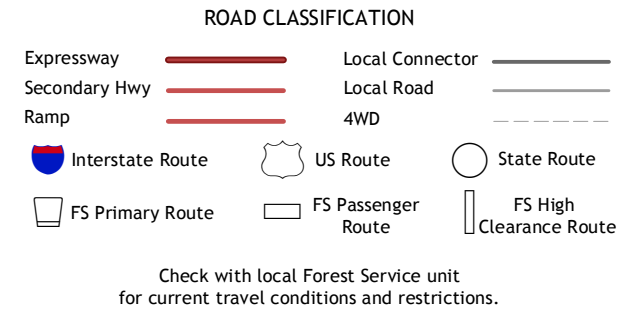 ROAD CLASSIFICATION
Expressway
Local Connector
Secondary Hwy
Local Road
Ramp
4WD
Interstate Route
US Route
State Route
FS Primary Route
FS Passenger
Route
FS High
Clearance Route
Check with local Forest Service unit
for current travel conditions and restrictions.